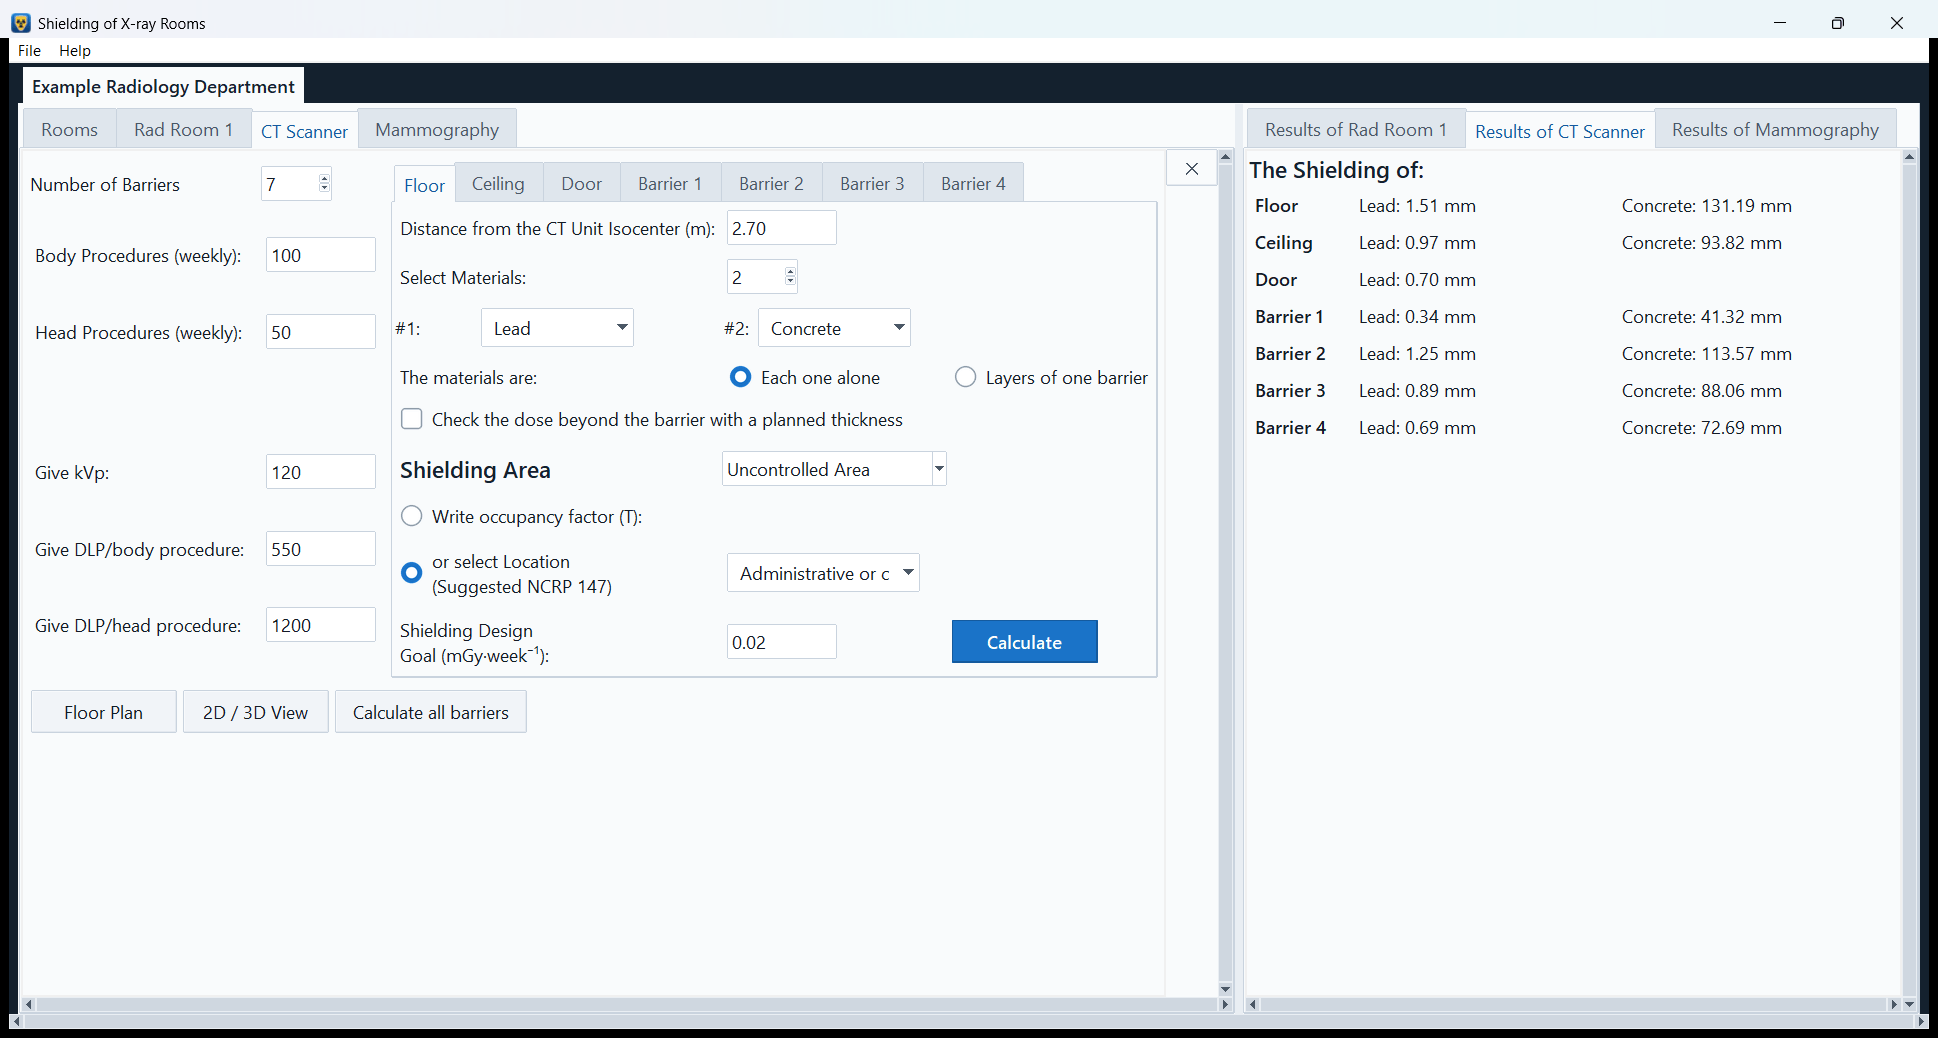 Shielding of X-ray Rooms
File Help
Example Radiology Department
Rooms Rad Room 1 CT Scanner Mammography
Number of Barriers 7
Body Procedures (weekly): 100
Head Procedures (weekly): 50
Give kVp: 120
Give DLP/body procedure: 550
Give DLP/head procedure: 1200
Floor Ceiling Door Barrier 1 Barrier 2 Barrier 3 Barrier 4
Distance from the CT Unit Isocenter (m): 2.70
Select Materials: 2
#1: Lead #2: Concrete
The materials are: Each one alone Layers of one barrier
Check the dose beyond the barrier with a planned thickness
Shielding Area Uncontrolled Area
Write occupancy factor (T):
or select Location
(Suggested NCRP 147) Administrative or c
Shielding Design
Goal (mGy·week⁻¹): 0.02
Calculate
Floor Plan 2D / 3D View Calculate all barriers
Results of Rad Room 1 Results of CT Scanner Results of Mammography
The Shielding of:
Floor Lead: 1.51 mm Concrete: 131.19 mm
Ceiling Lead: 0.97 mm Concrete: 93.82 mm
Door Lead: 0.70 mm
Barrier 1 Lead: 0.34 mm Concrete: 41.32 mm
Barrier 2 Lead: 1.25 mm Concrete: 113.57 mm
Barrier 3 Lead: 0.89 mm Concrete: 88.06 mm
Barrier 4 Lead: 0.69 mm Concrete: 72.69 mm